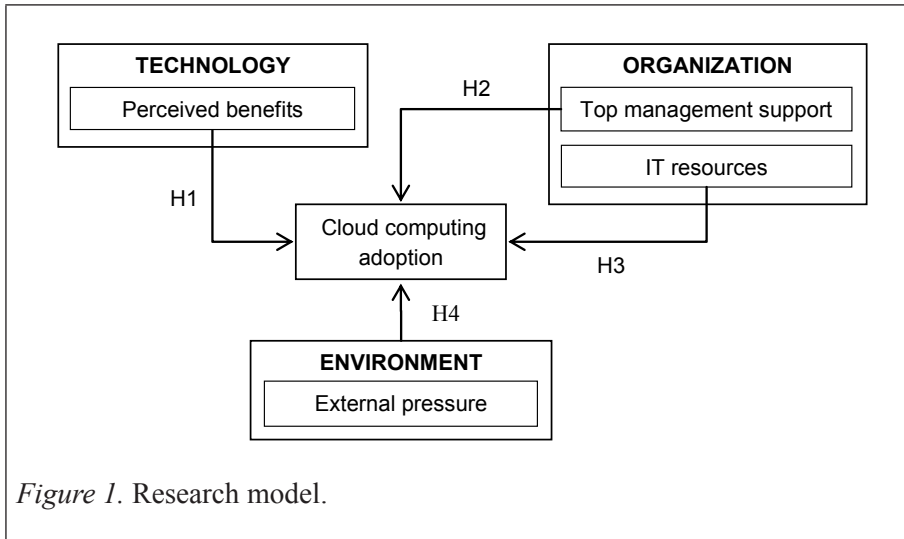 TECHNOLOGY
Perceived benefits
ORGANIZATION
Top management support
IT resources
H2
H1
Cloud computing
adoption
H3
H4
ENVIRONMENT
External pressure
Figure 1. Research model.